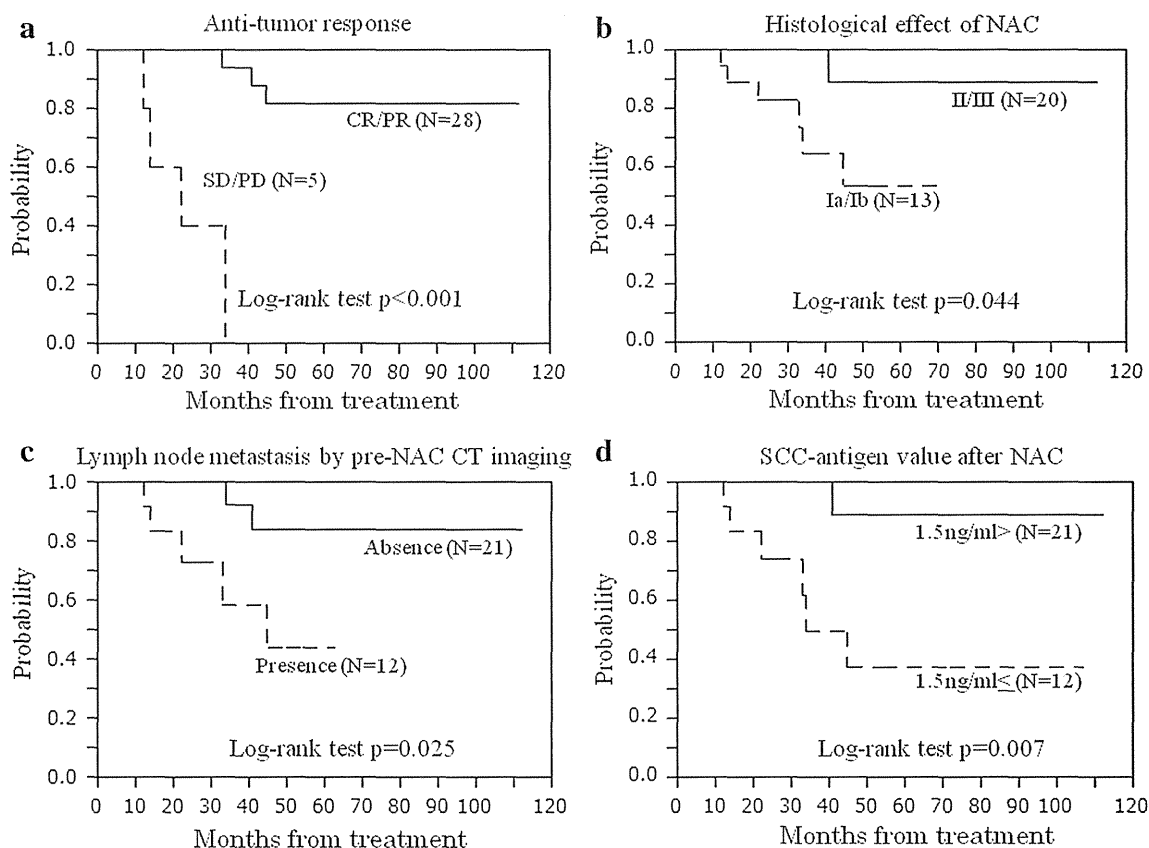 a
Anti-tumor response
1.0
0.8
0.6
0.4
0.2
0.0
Probability
CR/PR (N=28)
SD/PD (N=5)
Log-rank test p<0.001
0 10 20 30 40 50 60 70 80 90 100 120
Months from treatment
b
Histological effect of NAC
1.0
0.8
0.6
0.4
0.2
0.0
Probability
II/III (N=20)
Ia/Ib (N=13)
Log-rank test p=0.044
0 10 20 30 40 50 60 70 80 90 100 120
Months from treatment
c
Lymph node metastasis by pre-NAC CT imaging
1.0
0.8
0.6
0.4
0.2
0.0
Probability
Absence (N=21)
Presence (N=12)
Log-rank test p=0.025
0 10 20 30 40 50 60 70 80 90 100 120
Months from treatment
d
SCC-antigen value after NAC
1.0
0.8
0.6
0.4
0.2
0.0
Probability
1.5ng/ml> (N=21)
1.5ng/ml≤ (N=12)
Log-rank test p=0.007
0 10 20 30 40 50 60 70 80 90 100 120
Months from treatment